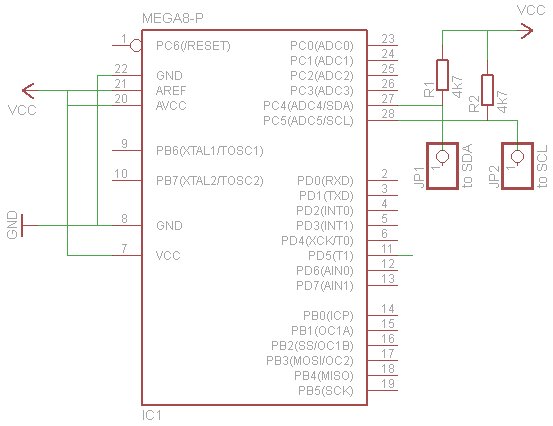 MEGA8-P
1 PC6(/RESET) PC0(ADC0) 23
PC1(ADC1) 24
22 GND PC2(ADC2) 25
21 AREF PC3(ADC3) 26
20 AVCC PC4(ADC4/SDA) 27
PC5(ADC5/SCL) 28
9 PB6(XTAL1/TOSC1)
10 PB7(XTAL2/TOSC2) PD0(RXD) 2
PD1(TXD) 3
PD2(INT0) 4
8 GND PD3(INT1) 5
PD4(XCK/T0) 6
7 VCC PD5(T1) 11
PD6(AIN0) 12
PD7(AIN1) 13
PB0(ICP) 14
PB1(OC1A) 15
PB2(SS/OC1B) 16
PB3(MOSI/OC2) 17
PB4(MISO) 18
PB5(SCK) 19
IC1
VCC
GND
VCC
R1
4k7
R2
4k7
JP1
1
to SDA
JP2
1
to SCL